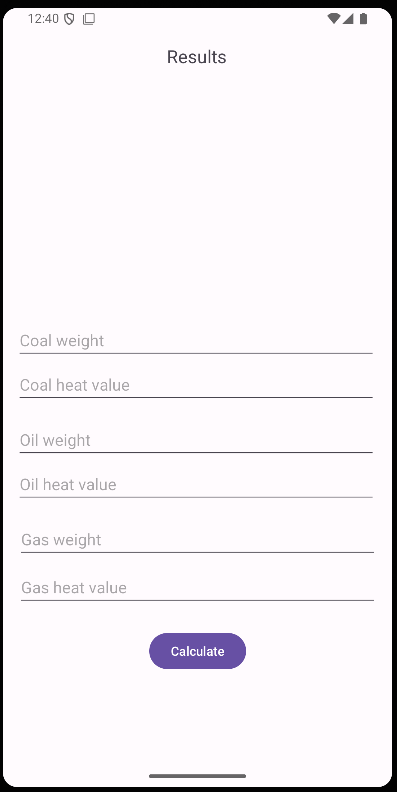 12:40
Results
Coal weight
Coal heat value
Oil weight
Oil heat value
Gas weight
Gas heat value
Calculate